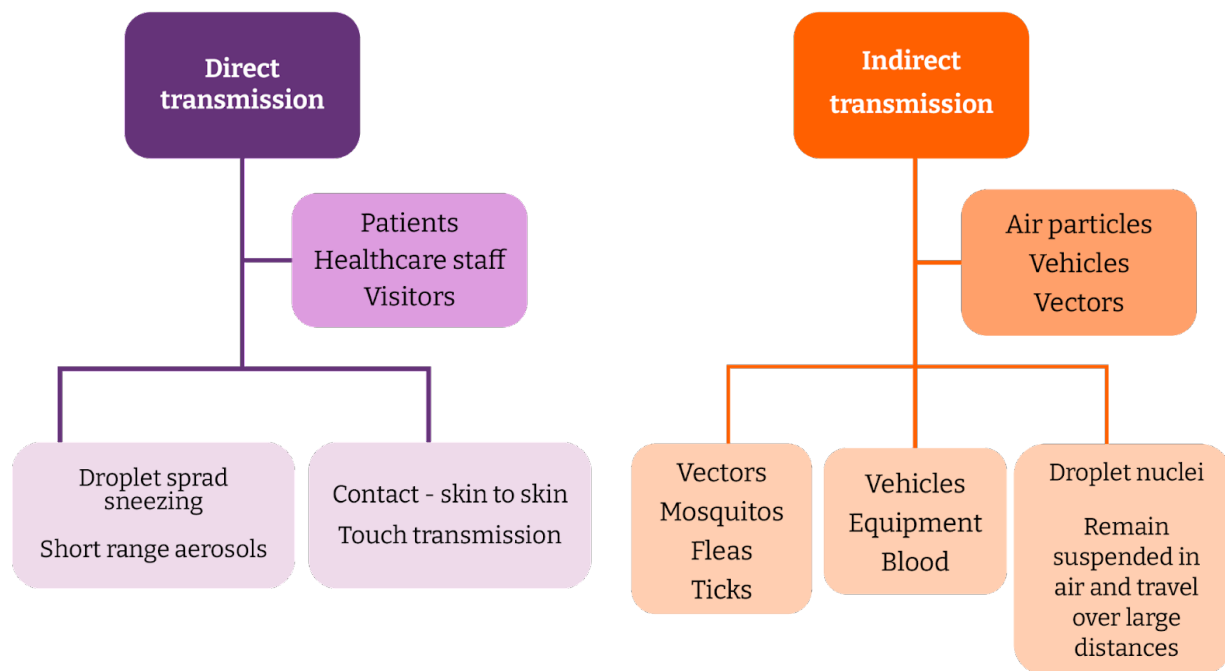 Direct
transmission
Patients
Healthcare staff
Visitors
Droplet sprad
sneezing
Short range aerosols
Contact - skin to skin
Touch transmission
Indirect
transmission
Air particles
Vehicles
Vectors
Vectors
Mosquitos
Fleas
Ticks
Vehicles
Equipment
Blood
Droplet nuclei
Remain
suspended in
air and travel
over large
distances